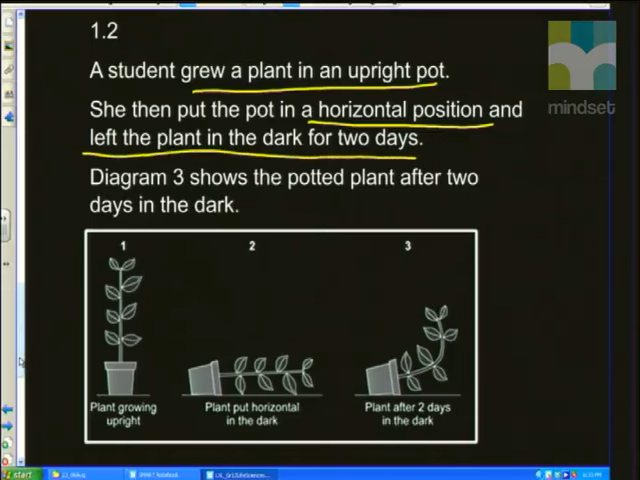 1.2
A student grew a plant in an upright pot.
She then put the pot in a horizontal position and
left the plant in the dark for two days.
Diagram 3 shows the potted plant after two
days in the dark.
mindset
1 2 3
Plant growing
upright
Plant put horizontal
in the dark
Plant after 2 days
in the dark
start